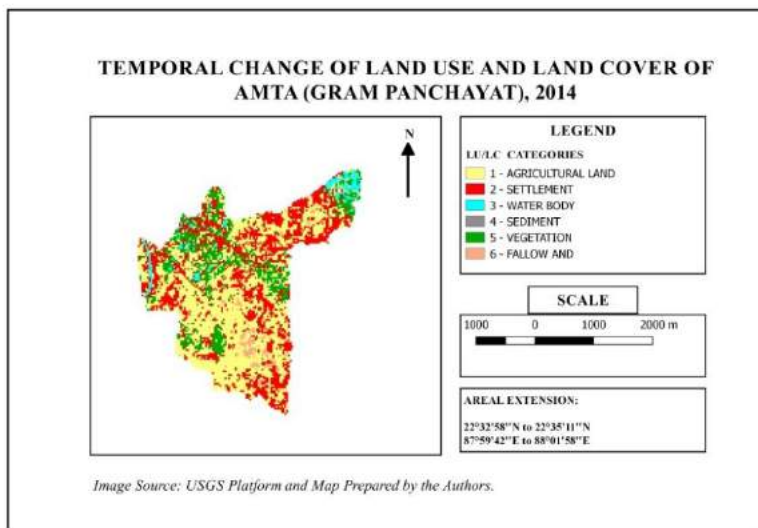 TEMPORAL CHANGE OF LAND USE AND LAND COVER OF
AMTA (GRAM PANCHAYAT), 2014
N
LEGEND
LU/LC CATEGORIES
1 - AGRICULTURAL LAND
2 - SETTLEMENT
3 - WATER BODY
4 - SEDIMENT
5 - VEGETATION
6 - FALLOW AND
SCALE
1000 0 1000 2000 m
AREAL EXTENSION:
22°32'58"N to 22°35'11"N
87°59'42"E to 88°01'58"E
Image Source: USGS Platform and Map Prepared by the Authors.